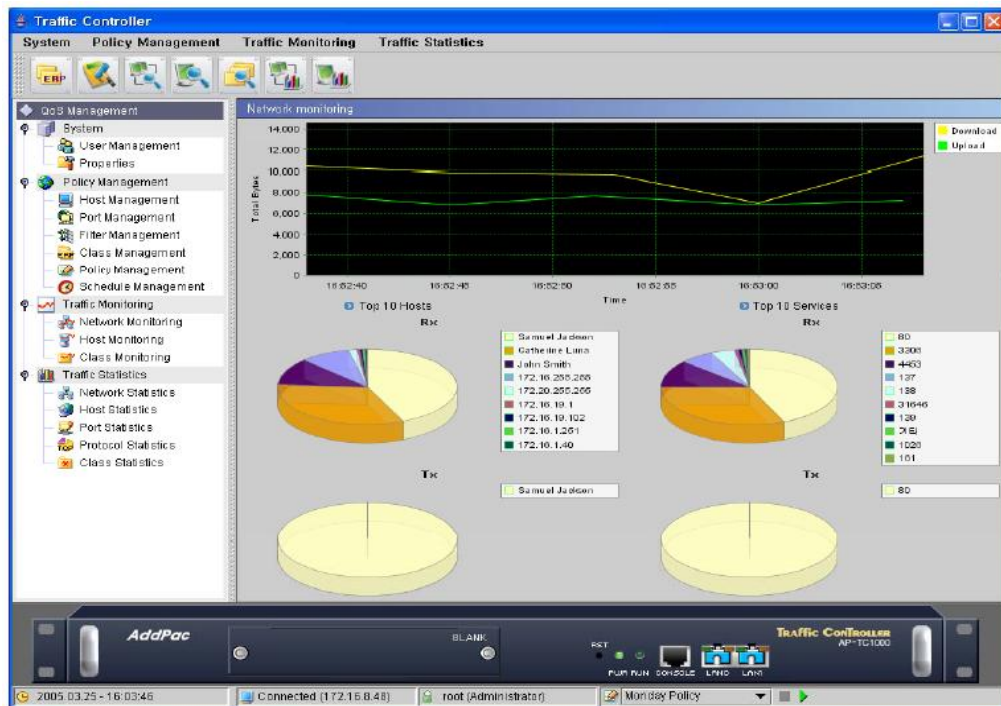 Traffic Controller
System Policy Management Traffic Monitoring Traffic Statistics
ERP
QoS Management
System
User Management
Properties
Policy Management
Host Management
Port Management
Filter Management
Class Management
Policy Management
Schedule Management
Traffic Monitoring
Network Monitoring
Host Monitoring
Class Monitoring
Traffic Statistics
Network Statistics
Host Statistics
Port Statistics
Protocol Statistics
Class Statistics
Network monitoring
Total Bytes
14,000
12,000
10,000
8,000
6,000
4,000
2,000
0
16:52:40 16:52:45 16:52:50 16:52:55 16:53:00 16:53:05
Time
Download
Upload
Top 10 Hosts
Rx
Samuel Jackson
Catherine Luna
John Smith
172.16.255.255
172.20.255.255
172.16.19.1
172.16.19.102
172.16.1.251
172.16.1.40
Tx
Samuel Jackson
Top 10 Services
Rx
80
3306
4453
137
138
31646
139
기타
1026
161
Tx
80
AddPac
BLANK
RST
PWR RUN CONSOLE LAN0 LAN1
Traffic ConTroller
AP-TC1000
2005.03.25 - 16:03:46
Connected (172.16.8.48)
root (Administrator)
Monday Policy